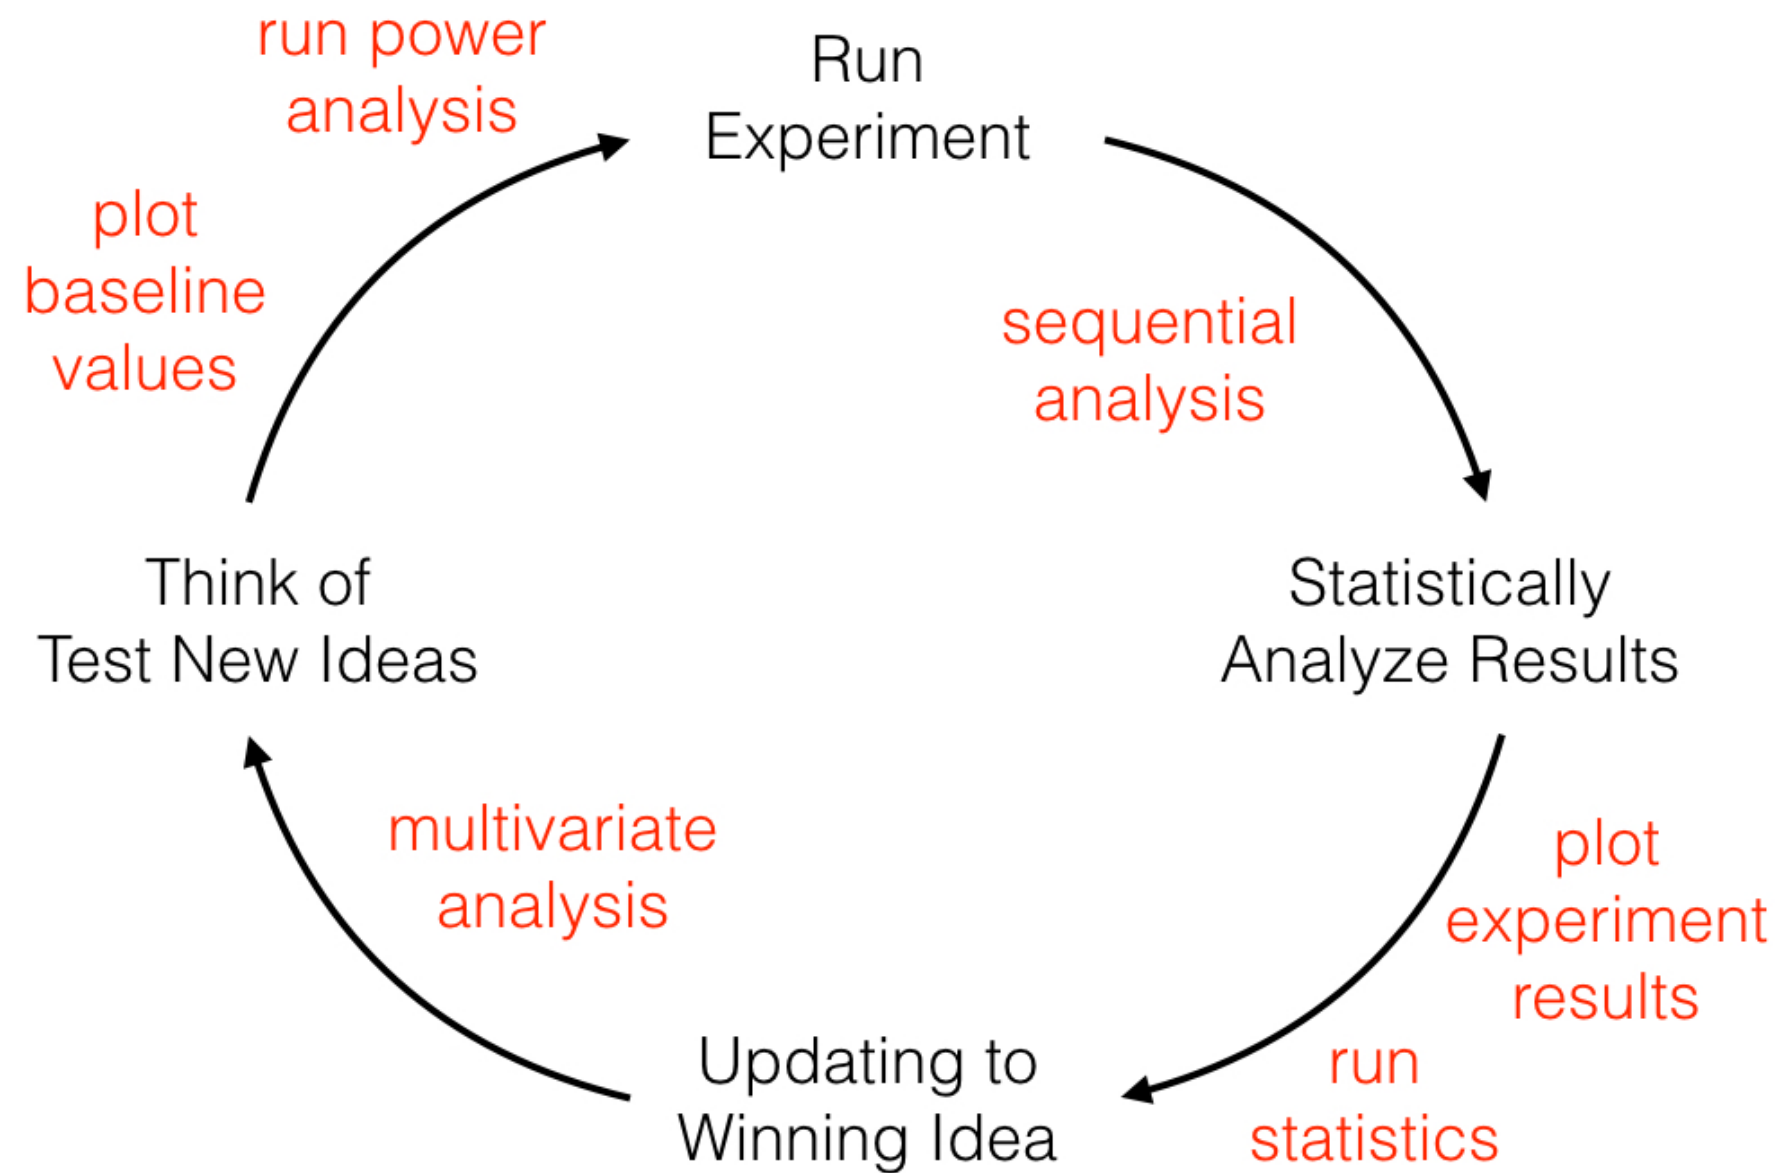 run power
analysis
Run
Experiment
plot
baseline
values
sequential
analysis
Think of
Test New Ideas
Statistically
Analyze Results
multivariate
analysis
plot
experiment
results
Updating to
Winning Idea
run
statistics